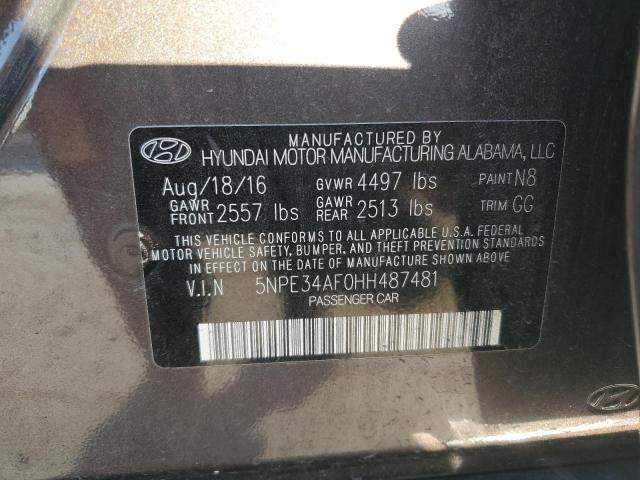 MANUFACTURED BY
HYUNDAI MOTOR MANUFACTURING ALABAMA, LLC
Aug/18/16 GVWR 4497 lbs PAINT N8
GAWR FRONT 2557 lbs GAWR REAR 2513 lbs TRIM GG
THIS VEHICLE CONFORMS TO ALL APPLICABLE U.S.A. FEDERAL
MOTOR VEHICLE SAFETY, BUMPER, AND THEFT PREVENTION STANDARDS
IN EFFECT ON THE DATE OF MANUFACTURE SHOWN ABOVE.
V.I.N 5NPE34AF0HH487481
PASSENGER CAR